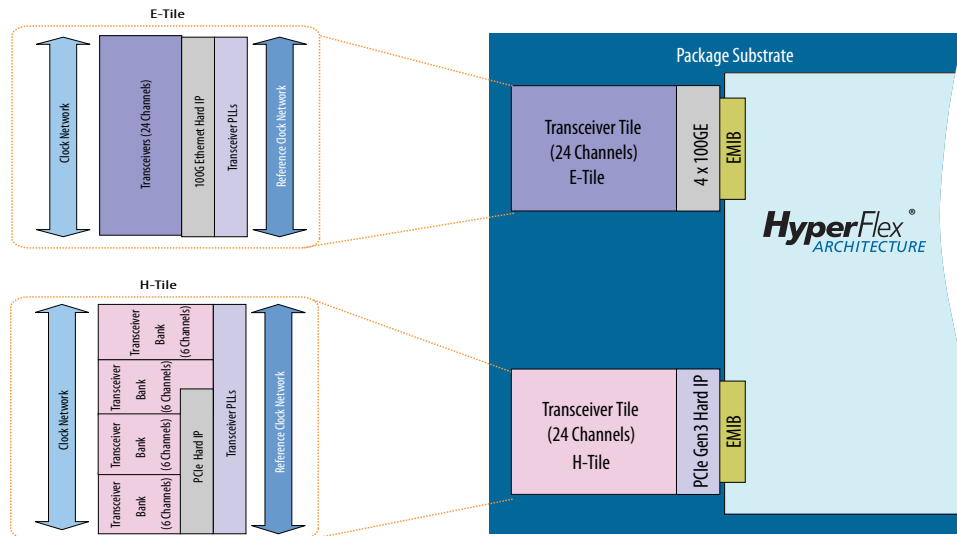 E-Tile
Clock Network
Transceivers (24 Channels)
100G Ethernet Hard IP
Transceiver PLLs
Reference Clock Network
H-Tile
Clock Network
Transceiver
Bank
(6 Channels)
Transceiver
Bank
(6 Channels)
Transceiver
Bank
(6 Channels)
Transceiver
Bank
(6 Channels)
PCIe Hard IP
Transceiver PLLs
Reference Clock Network
Package Substrate
Transceiver Tile
(24 Channels)
E-Tile
4 x 100GE
EMIB
HyperFlex®
ARCHITECTURE
Transceiver Tile
(24 Channels)
H-Tile
PCIe Gen3 Hard IP
EMIB